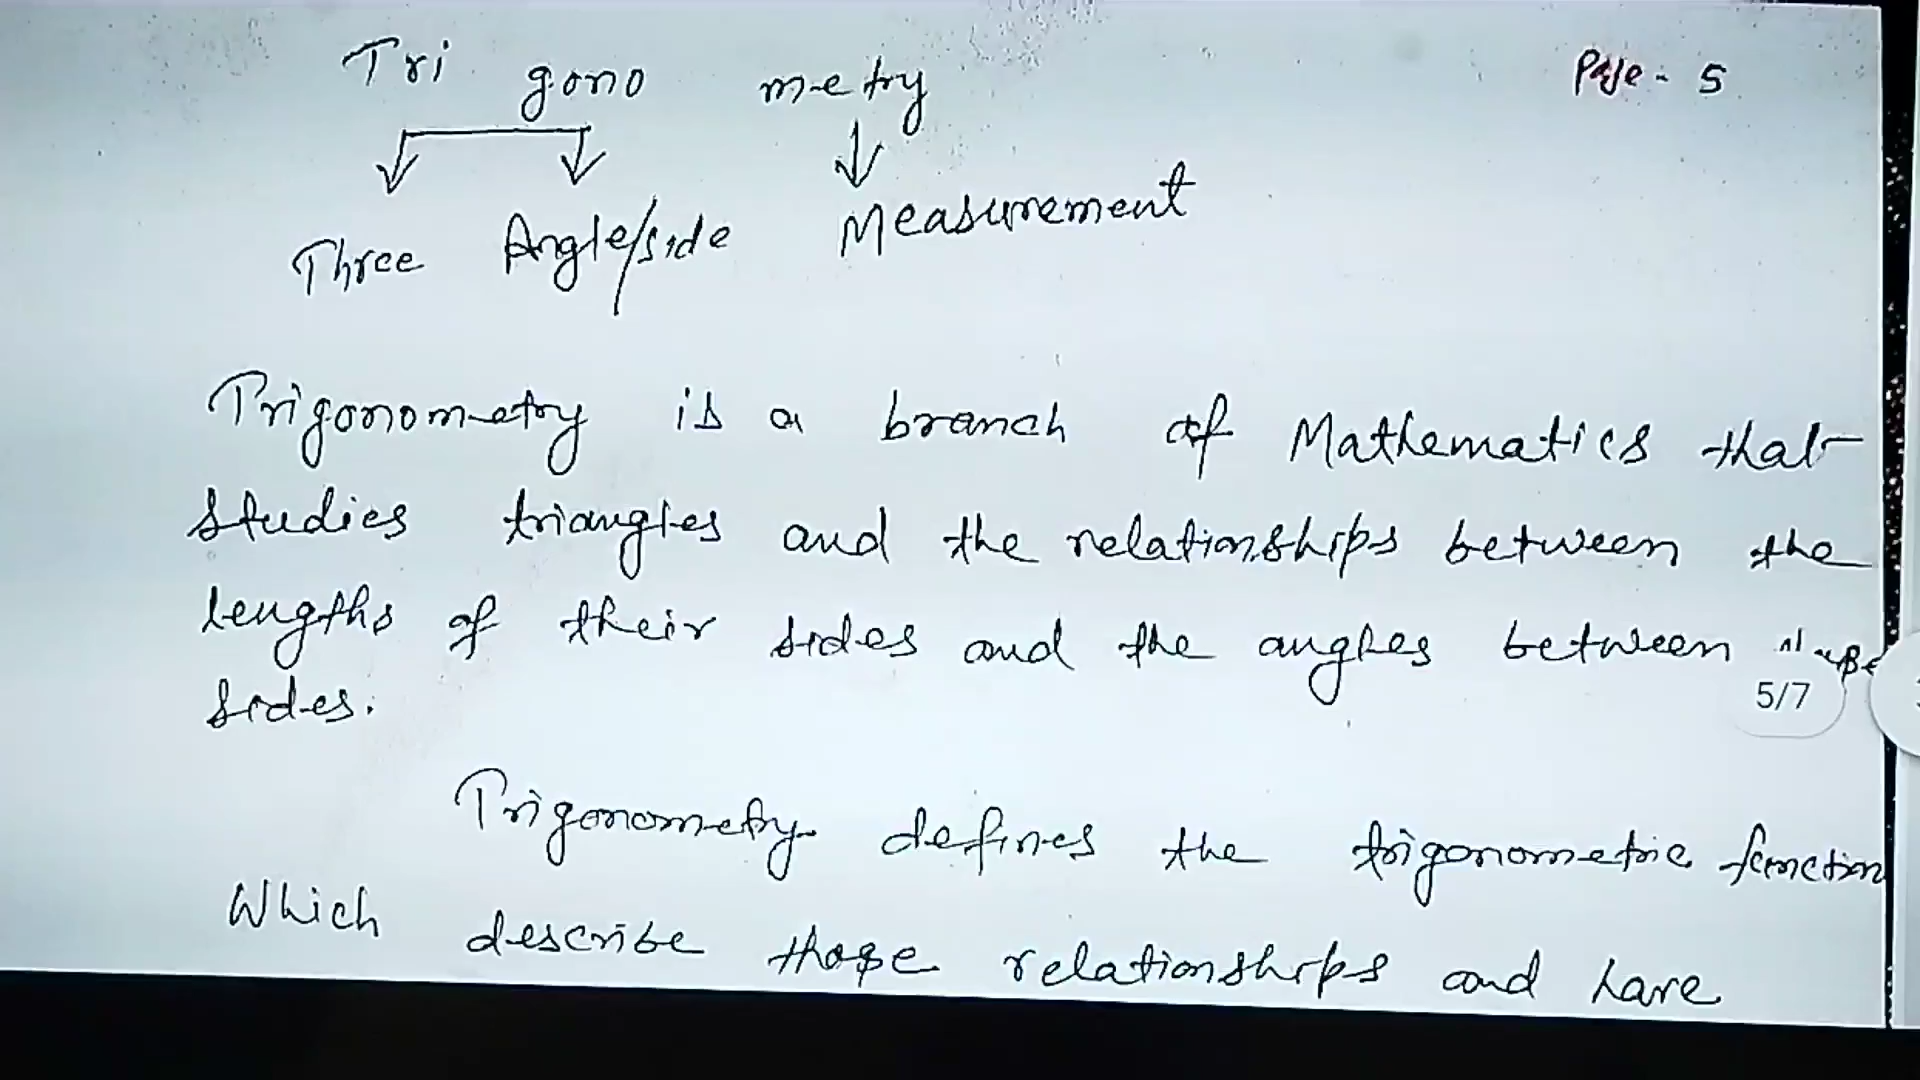 Tri gono metry
Page - 5
Three Angle/side Measurement
Trigonometry is a branch of Mathematics that
studies triangles and the relationships between the
lengths of their sides and the angles between
5/7
sides.
Trigonometry defines the trigonometric function
Which describe those relationships and have